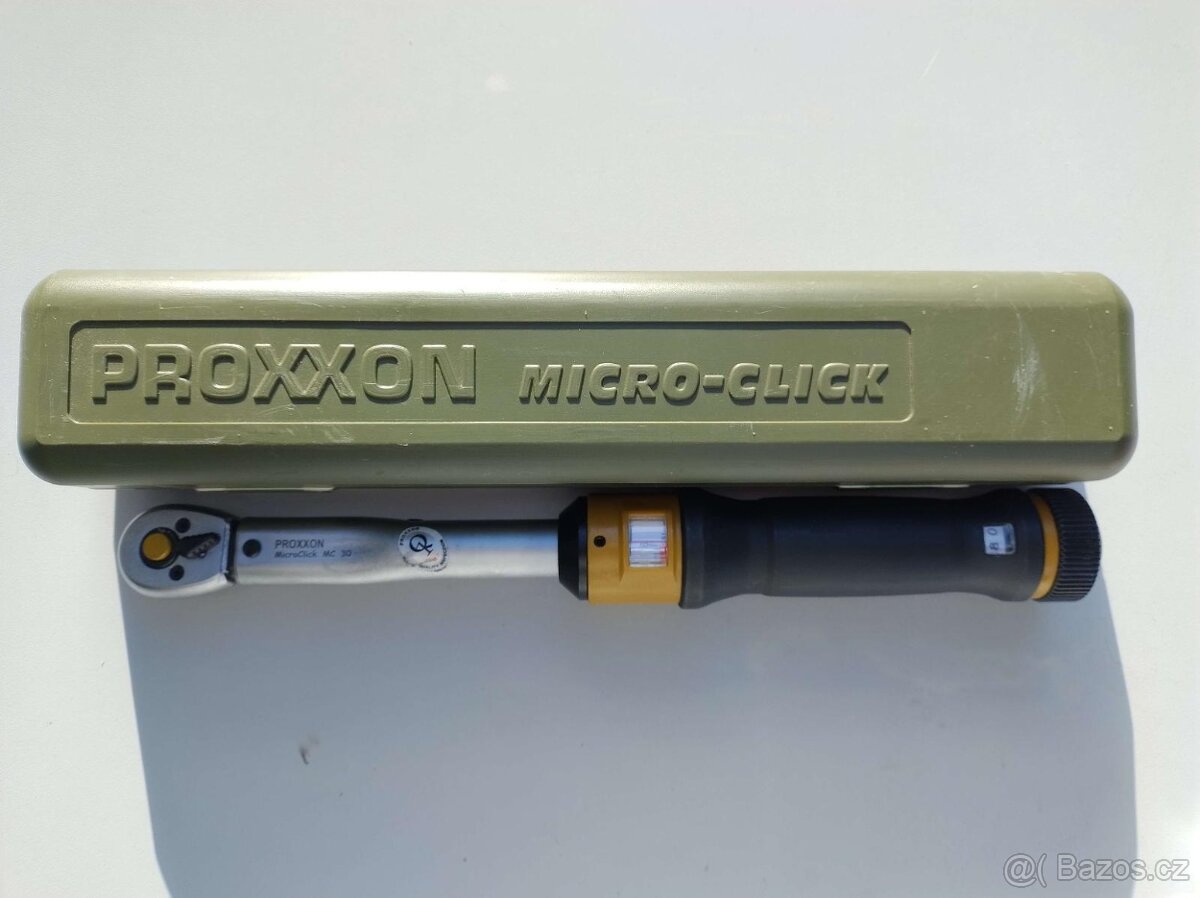 PROXXON MICRO-CLICK
PROXXON
MicroClick MC 30
@( Bazos.cz